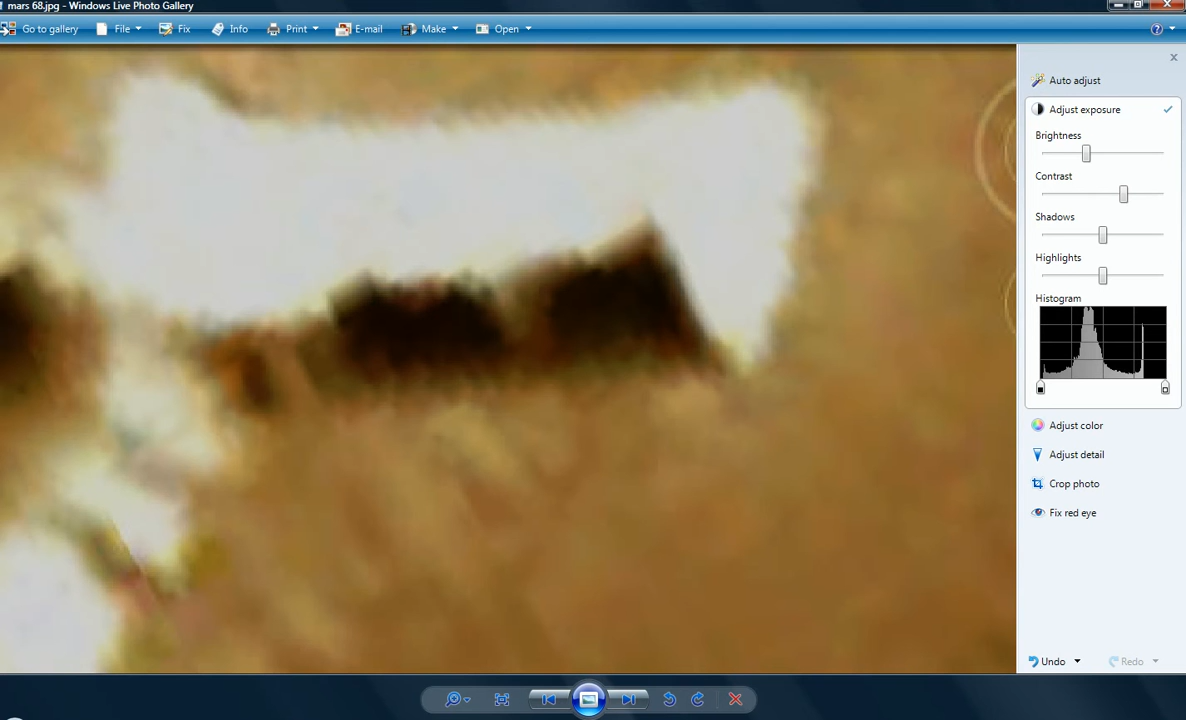 mars 68.jpg - Windows Live Photo Gallery
Go to gallery File Fix Info Print E-mail Make Open
Auto adjust
Adjust exposure
Brightness
Contrast
Shadows
Highlights
Histogram
Adjust color
Adjust detail
Crop photo
Fix red eye
Undo Redo